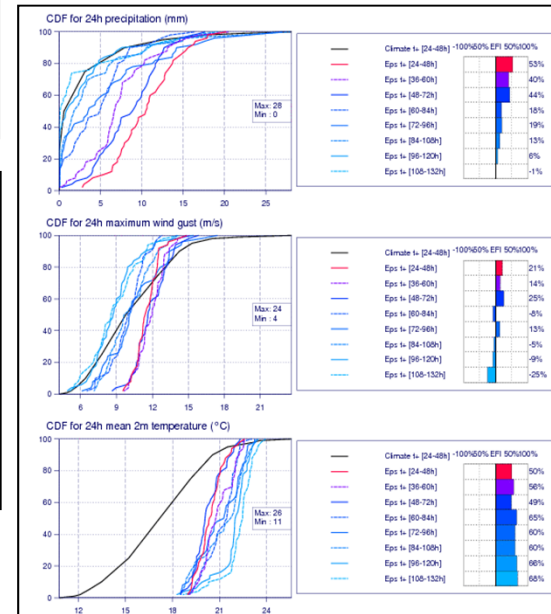 CDF for 24h precipitation (mm)
100
80
60
40
20
0
0 5 10 15 20 25
Max: 28
Min : 0
Climate t+ [24-48h] -100%50% EFI 50%100%
Eps t+ [24-48h] 53%
Eps t+ [36-60h] 40%
Eps t+ [48-72h] 44%
Eps t+ [60-84h] 18%
Eps t+ [72-96h] 19%
Eps t+ [84-108h] 13%
Eps t+ [96-120h] 6%
Eps t+ [108-132h] -1%
CDF for 24h maximum wind gust (m/s)
100
80
60
40
20
0
6 9 12 15 18 21
Max: 24
Min : 4
Climate t+ [24-48h] -100%50% EFI 50%100%
Eps t+ [24-48h] 21%
Eps t+ [36-60h] 14%
Eps t+ [48-72h] 25%
Eps t+ [60-84h] -8%
Eps t+ [72-96h] 13%
Eps t+ [84-108h] -5%
Eps t+ [96-120h] -9%
Eps t+ [108-132h] -25%
CDF for 24h mean 2m temperature (°C)
100
80
60
40
20
0
12 15 18 21 24
Max: 26
Min : 11
Climate t+ [24-48h] -100%50% EFI 50%100%
Eps t+ [24-48h] 50%
Eps t+ [36-60h] 56%
Eps t+ [48-72h] 49%
Eps t+ [60-84h] 65%
Eps t+ [72-96h] 60%
Eps t+ [84-108h] 60%
Eps t+ [96-120h] 66%
Eps t+ [108-132h] 68%